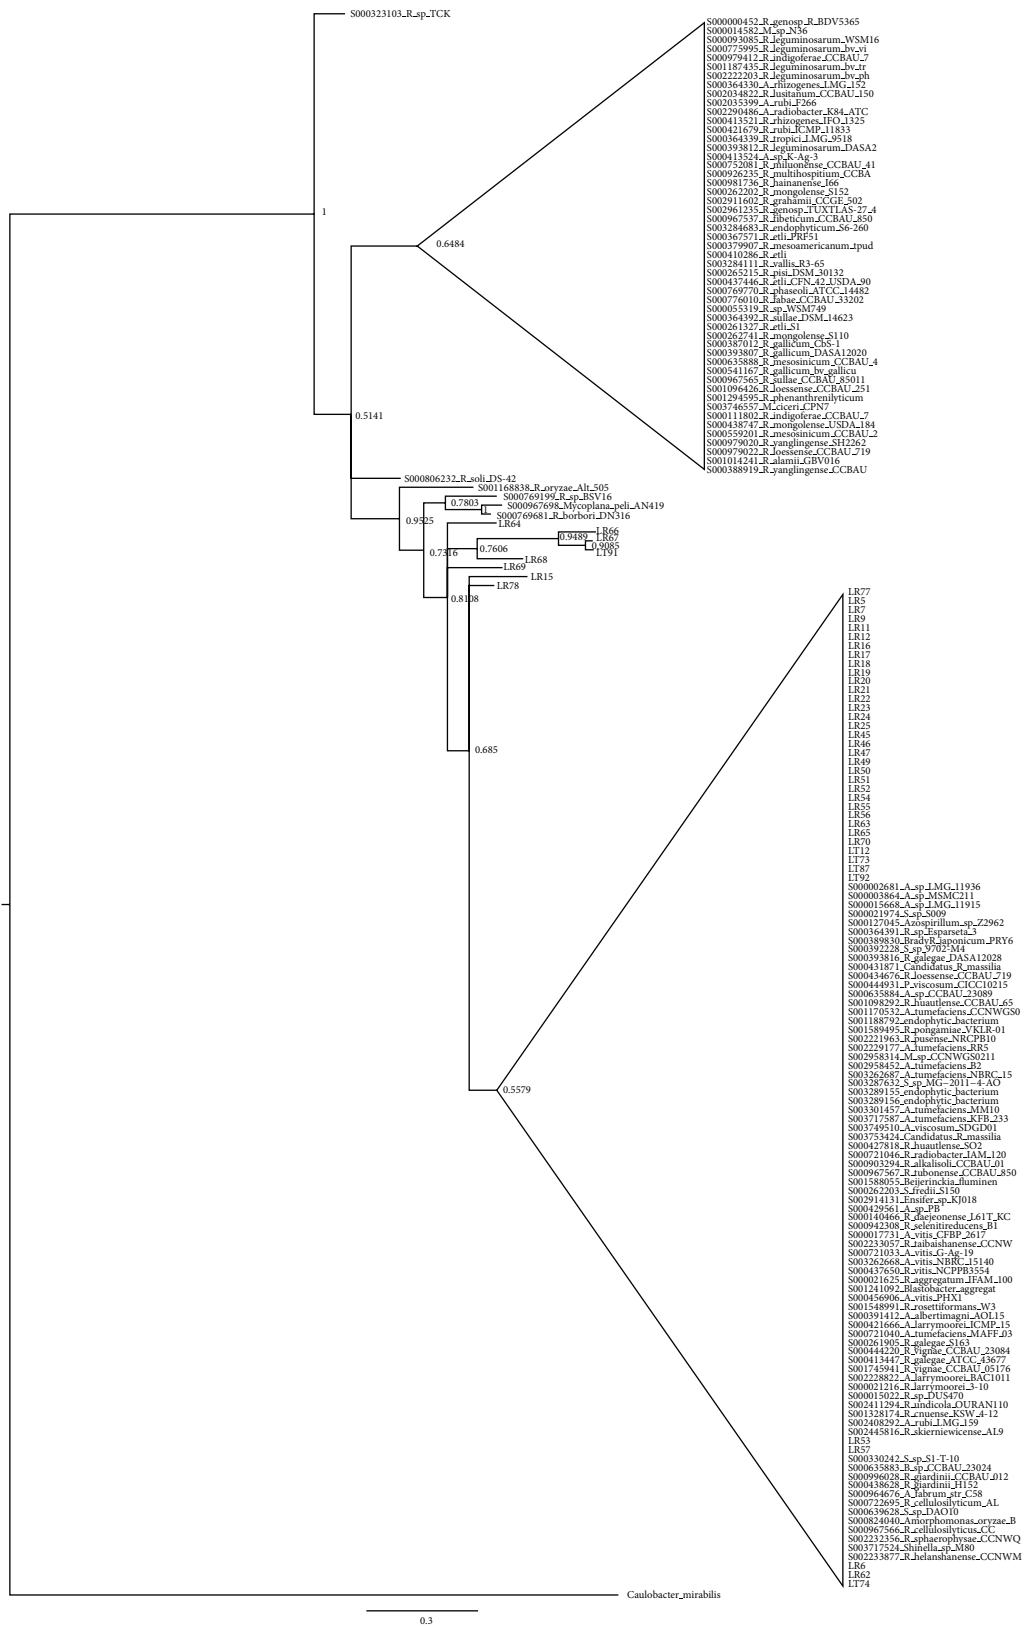 S000323103_R_sp_TCK
S000000452_R_genosp_R_BDV5365
S000014582_M_sp_N36
S000093085_R_leguminosarum_WSM16
S000775995_R_leguminosarum_bv_vi
S000979412_R_indigoferae_CCBAU_7
S001187435_R_leguminosarum_bv_tr
S002222203_R_leguminosarum_bv_ph
S000364330_A_rhizogenes_LMG_152
S002034822_R_lusitanum_CCBAU_150
S002035399_A_rubi_F266
S002290486_A_radiobacter_K84_ATC
S000413521_R_rhizogenes_IFO_1325
S000421679_R_rubi_ICMP_11833
S000364339_R_tropici_LMG_9518
S000393812_R_leguminosarum_DASA2
S000413524_A_sp_K-Ag-3
S000752081_R_miluonense_CCBAU_41
S000926235_R_multihospitium_CCBA
S000981736_R_hainanense_I66
S000262202_R_mongolense_S152
S002911602_R_grahamii_CCGE_502
S002961235_R_genosp_TUXTLAS-27_4
S000967537_R_tibeticum_CCBAU_850
S003284683_R_endophyticum_S6-260
S000367571_R_etli_PRF51
S000379907_R_mesoamericanum_tpud
S000410286_R_etli
S003284111_R_vallis_R3-65
S000265215_R_pisi_DSM_30132
S000437446_R_etli_CFN_42_USDA_90
S000769770_R_phaseoli_ATCC_14482
S000776010_R_fabae_CCBAU_33202
S000055319_R_sp_WSM749
S000364392_R_sullae_DSM_14623
S000261327_R_etli_S1
S000262741_R_mongolense_S110
S000387012_R_gallicum_CbS-1
S000393807_R_gallicum_DASA12020
S000635888_R_mesosinicum_CCBAU_4
S000541167_R_gallicum_bv_gallicu
S000967565_R_sullae_CCBAU_85011
S001096426_R_loessense_CCBAU_251
S001294595_R_phenanthrenilyticum
S003746557_M_ciceri_CPN7
S000111802_R_indigoferae_CCBAU_7
S000438747_R_mongolense_USDA_184
S000559201_R_mesosinicum_CCBAU_2
S000979020_R_yanglingense_SH2262
S000979022_R_loessense_CCBAU_719
S001014241_R_alamii_GBV016
S000388919_R_yanglingense_CCBAU
1
0.6484
0.5141
S000806232_R_soli_DS-42
S001168838_R_oryzae_Alt_505
S000769199_R_sp_BSV16
0.7803
S000967698_Mycoplana_peli_AN419
1
S000769681_R_borbori_DN316
0.9525
LR64
LR66
0.9489
LR67
0.9085
LT91
0.7606
0.7316
LR68
LR69
LR15
LR78
0.8108
0.685
LR77
LR5
LR7
LR9
LR11
LR12
LR16
LR17
LR18
LR19
LR20
LR21
LR22
LR23
LR24
LR25
LR45
LR46
LR47
LR49
LR50
LR51
LR52
LR54
LR55
LR56
LR63
LR65
LR70
LT12
LT73
LT87
LT92
S000002681_A_sp_LMG_11936
S000003864_A_sp_MSMC211
S000015668_A_sp_LMG_11915
S000021974_S_sp_S009
S000127045_Azospirillum_sp_Z2962
S000364391_R_sp_Esparseta_3
S000389830_BradyR_japonicum_PRY6
S000392228_S_sp_9702-M4
S000393816_R_galegae_DASA12028
S000431871_Candidatus_R_massilia
S000434676_R_loessense_CCBAU_719
S000444931_P_viscosum_CICC10215
S000635884_A_sp_CCBAU_23089
S001098292_R_huautlense_CCBAU_65
S001170532_A_tumefaciens_CCNWGS0
S001188792_endophytic_bacterium
S001589495_R_pongamiae_VKLR-01
S002221963_R_pusense_NRCPB10
S002229177_A_tumefaciens_RR5
S002958314_M_sp_CCNWGS0211
S002958452_A_tumefaciens_B2
S003262687_A_tumefaciens_NBRC_15
S003287632_S_sp_MG-2011-4-AO
S003289155_endophytic_bacterium
S003289156_endophytic_bacterium
S003301457_A_tumefaciens_MM10
S003717587_A_tumefaciens_KFB_233
S003749510_A_viscosum_SDGD01
S003753424_Candidatus_R_massilia
S000427818_R_huautlense_SO2
S000721046_R_radiobacter_IAM_120
S000903294_R_alkalisoli_CCBAU_01
S000967567_R_tubonense_CCBAU_850
S001588055_Beijerinckia_fluminen
S000262203_S_fredii_S150
S002914131_Ensifer_sp_KJ018
S000429561_A_sp_PB
S000140466_R_daejeonense_L61T_KC
S000942308_R_selenitireducens_B1
S000017731_A_vitis_CFBP_2617
S002233057_R_taibaishanense_CCNW
S000721033_A_vitis_G-Ag-19
S003262668_A_vitis_NBRC_15140
S000437650_R_vitis_NCPPB3554
S000021625_R_aggregatum_IFAM_100
S001241092_Blastobacter_aggregat
S000456906_A_vitis_PHX1
S001548991_R_rosettiformans_W3
S000391412_A_albertimagni_AOL15
S000421666_A_larrymoorei_ICMP_15
S000721040_A_tumefaciens_MAFF_03
S000261905_R_galegae_S163
S000444220_R_vignae_CCBAU_23084
S000413447_R_galegae_ATCC_43677
S001745941_R_vignae_CCBAU_05176
S002228822_A_larrymoorei_BAC1011
S000021216_R_larrymoorei_3-10
S000015022_R_sp_DUS470
S002411294_R_undicola_OURAN110
S001328174_R_cnuense_KSW_4-12
S002408292_A_rubi_LMG_159
S002445816_R_skierniewicense_AL9
LR53
LR57
S000330242_S_sp_S1-T-10
S000635883_B_sp_CCBAU_23024
S000996028_R_giardinii_CCBAU_012
S000438628_R_giardinii_H152
S000964676_A_fabrum_str_C58
S000722695_R_cellulosilyticum_AL
S000639628_S_sp_DAO10
S000824040_Amorphomonas_oryzae_B
S000967566_R_cellulosilyticus_CC
S002232356_R_sphaerophysae_CCNWQ
S003717524_Shinella_sp_M80
S002233877_R_helanshanense_CCNWM
LR6
LR62
LT74
0.5579
Caulobacter_mirabilis
0.3